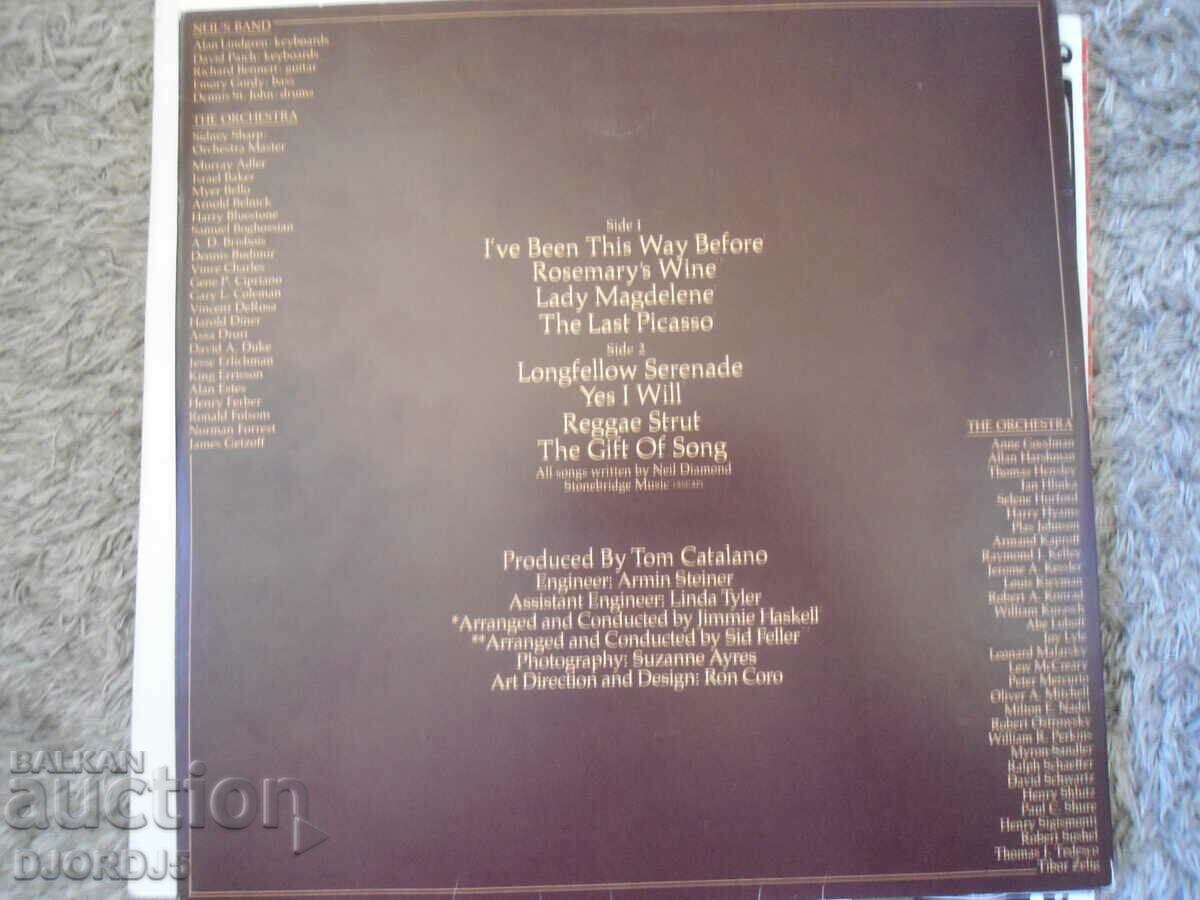 NEIL'S BAND
Alan Lindgren: keyboards
David Paich: keyboards
Richard Bennett: guitar
Emory Gordy: bass
Dennis St. John: drums
THE ORCHESTRA
Sidney Sharp:
Orchestra Master
Murray Adler
Israel Baker
Myer Bello
Arnold Belnick
Harry Bluestone
Samuel Boghossian
A. D. Brisbois
Dennis Budimir
Vince Charles
Gene P. Cipriano
Gary L. Coleman
Vincent DeRosa
Harold Diner
Assa Drori
David A. Duke
Jesse Erlichman
King Errisson
Alan Estes
Henry Ferber
Ronald Folsom
Norman Forrest
James Getzoff
Side 1
I've Been This Way Before
Rosemary's Wine
Lady Magdelene
The Last Picasso
Side 2
Longfellow Serenade
Yes I Will
Reggae Strut
The Gift Of Song
All songs written by Neil Diamond
Stonebridge Music (ASCAP)
Produced By Tom Catalano
Engineer: Armin Steiner
Assistant Engineer: Linda Tyler
*Arranged and Conducted by Jimmie Haskell
**Arranged and Conducted by Sid Feller
Photography: Suzanne Ayres
Art Direction and Design: Ron Coro
THE ORCHESTRA
Anne Goodman
Allan Harshman
Thomas Hensley
Jan Hlinka
Selene Hurford
Harry Hyams
Plas Johnson
Armand Kaproff
Raymond J. Kelley
Jerome A. Kessler
Louis Kievman
Robert A.
William Kurasch
Abe Luboff
Jay
Leonard Malarsky
Lew McCreary
Peter
Oliver A. Mitchell
Milton E. Nadel
Robert Ostrowsky
William R. Perkins
Myron Sandler
Ralph Schaeffer
David Schwartz
Henry Shlutz
Paul C. Shure
Henry Sigismonti
Robert
Thomas J. Tedesco
Tibor Zelig
BALKAN
auction
DJORDJ5